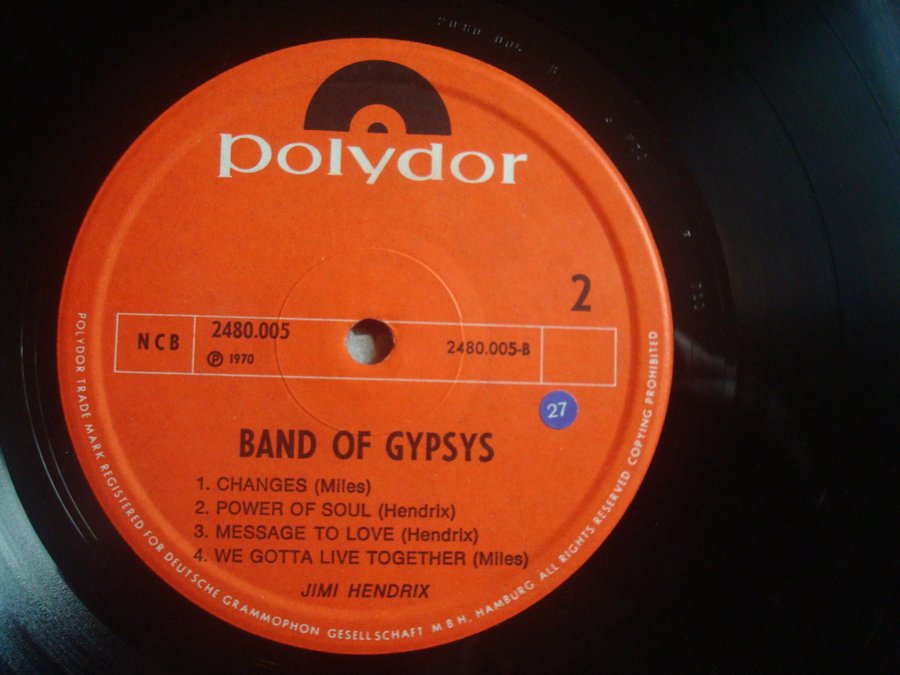 polydor
2
NCB
2480.005
℗ 1970
2480.005-B
27
BAND OF GYPSYS
1. CHANGES (Miles)
2. POWER OF SOUL (Hendrix)
3. MESSAGE TO LOVE (Hendrix)
4. WE GOTTA LIVE TOGETHER (Miles)
JIMI HENDRIX
POLYDOR TRADE MARK REGISTERED FOR DEUTSCHE GRAMMOPHON GESELLSCHAFT M B H, HAMBURG ALL RIGHTS RESERVED COPYING PROHIBITED